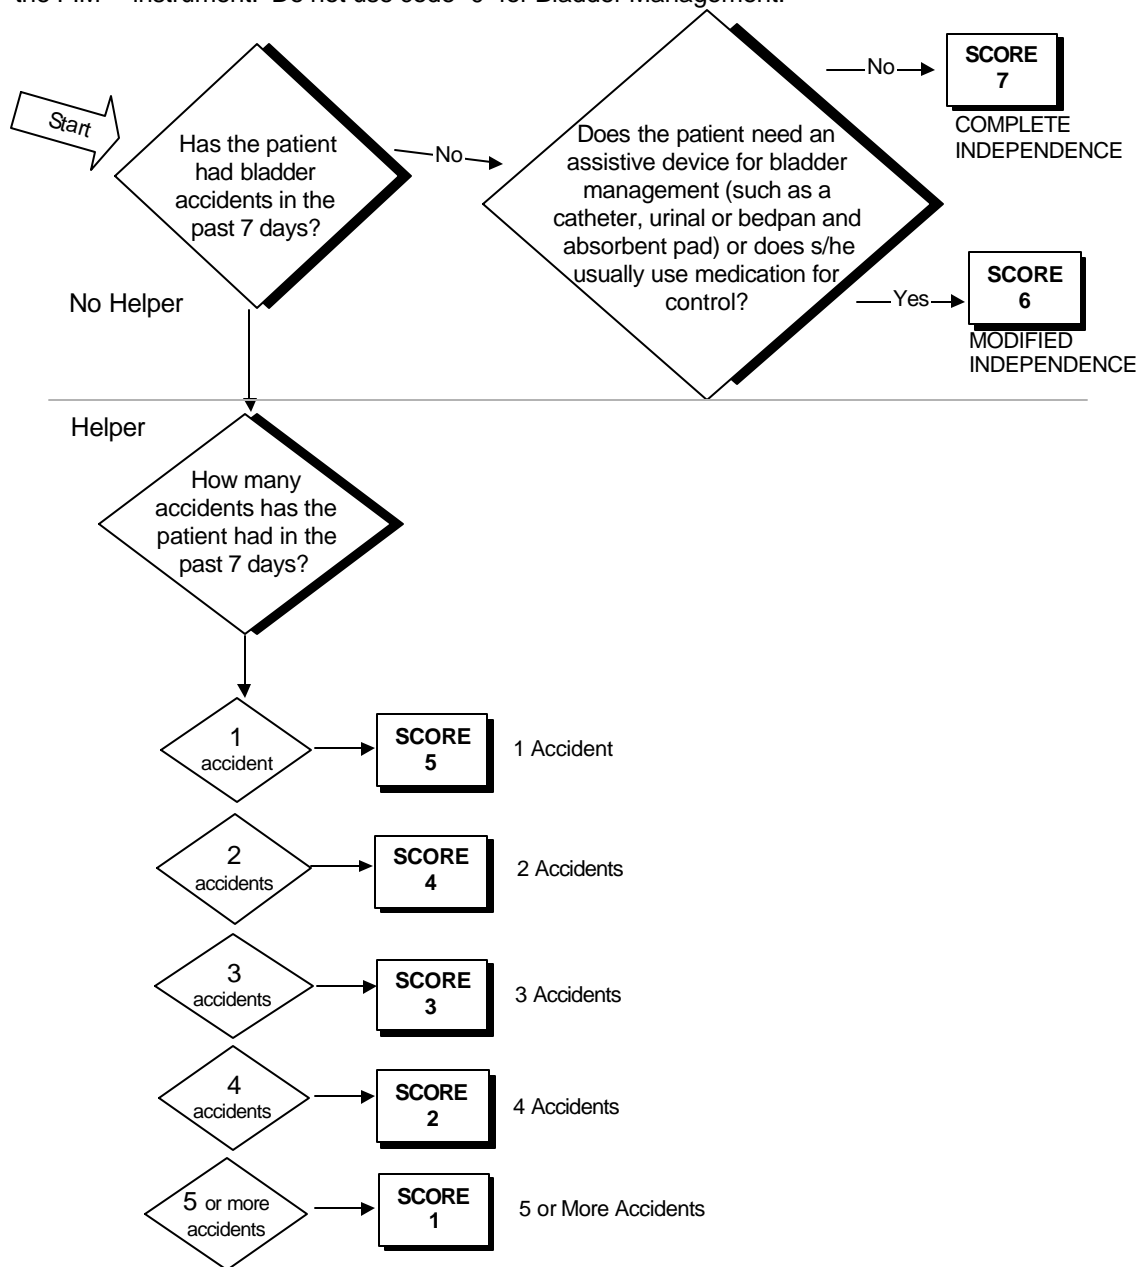 Start
Has the patient
had bladder
accidents in the
past 7 days?
No
Does the patient need an
assistive device for bladder
management (such as a
catheter, urinal or bedpan and
absorbent pad) or does s/he
usually use medication for
control?
No
SCORE
7
COMPLETE
INDEPENDENCE
Yes
SCORE
6
MODIFIED
INDEPENDENCE
No Helper
Helper
How many
accidents has the
patient had in the
past 7 days?
1
accident
SCORE
5
1 Accident
2
accidents
SCORE
4
2 Accidents
3
accidents
SCORE
3
3 Accidents
4
accidents
SCORE
2
4 Accidents
5 or more
accidents
SCORE
1
5 or More Accidents